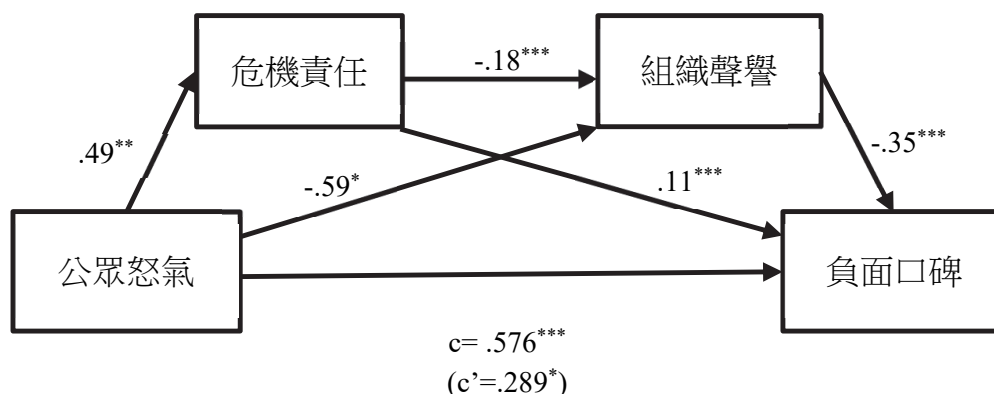 危機責任
-.18***
組織聲譽
.49**
-.59*
.11***
-.35***
公眾怒氣
負面口碑
c= .576***
(c’=.289*)